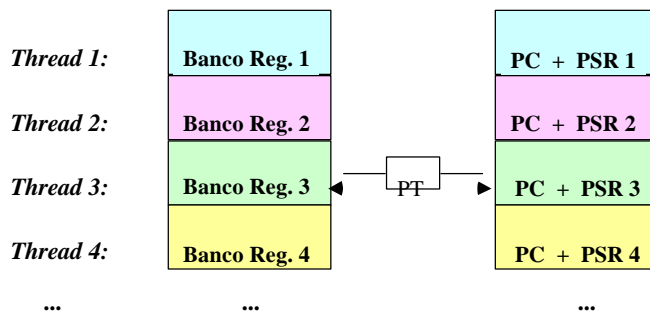 Thread 1: Banco Reg. 1 PC + PSR 1
Thread 2: Banco Reg. 2 PC + PSR 2
Thread 3: Banco Reg. 3 PT PC + PSR 3
Thread 4: Banco Reg. 4 PC + PSR 4
... ... ...